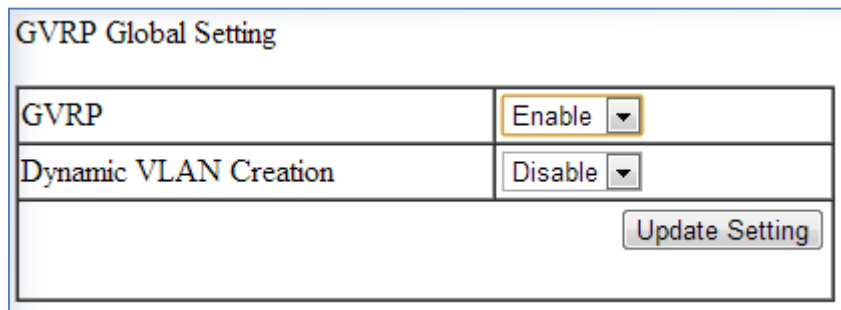 GVRP Global Setting
GVRP Enable
Dynamic VLAN Creation Disable
Update Setting